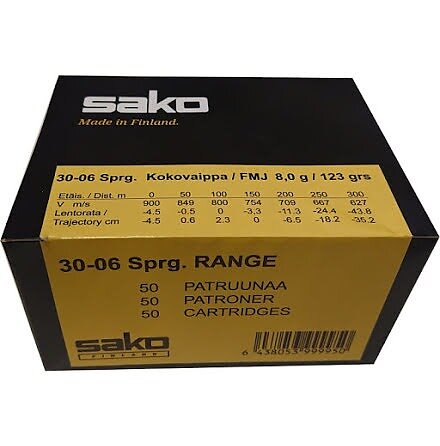 sako
Made in Finland.
30-06 Sprg. Kokovaippa / FMJ 8,0 g / 123 grs
Etäis. / Dist. m 0 50 100 150 200 250 300
V m/s 900 849 800 754 709 667 627
Lentorata / -4.5 -0.5 0 -3,3 -11.3 -24.4 -43.8
Trajectory cm -4.5 0.6 2.3 0 -6.5 -18.2 -35.2
30-06 Sprg. RANGE
50 PATRUUNAA
50 PATRONER
50 CARTRIDGES
sako
FINLAND
6 438053 999950